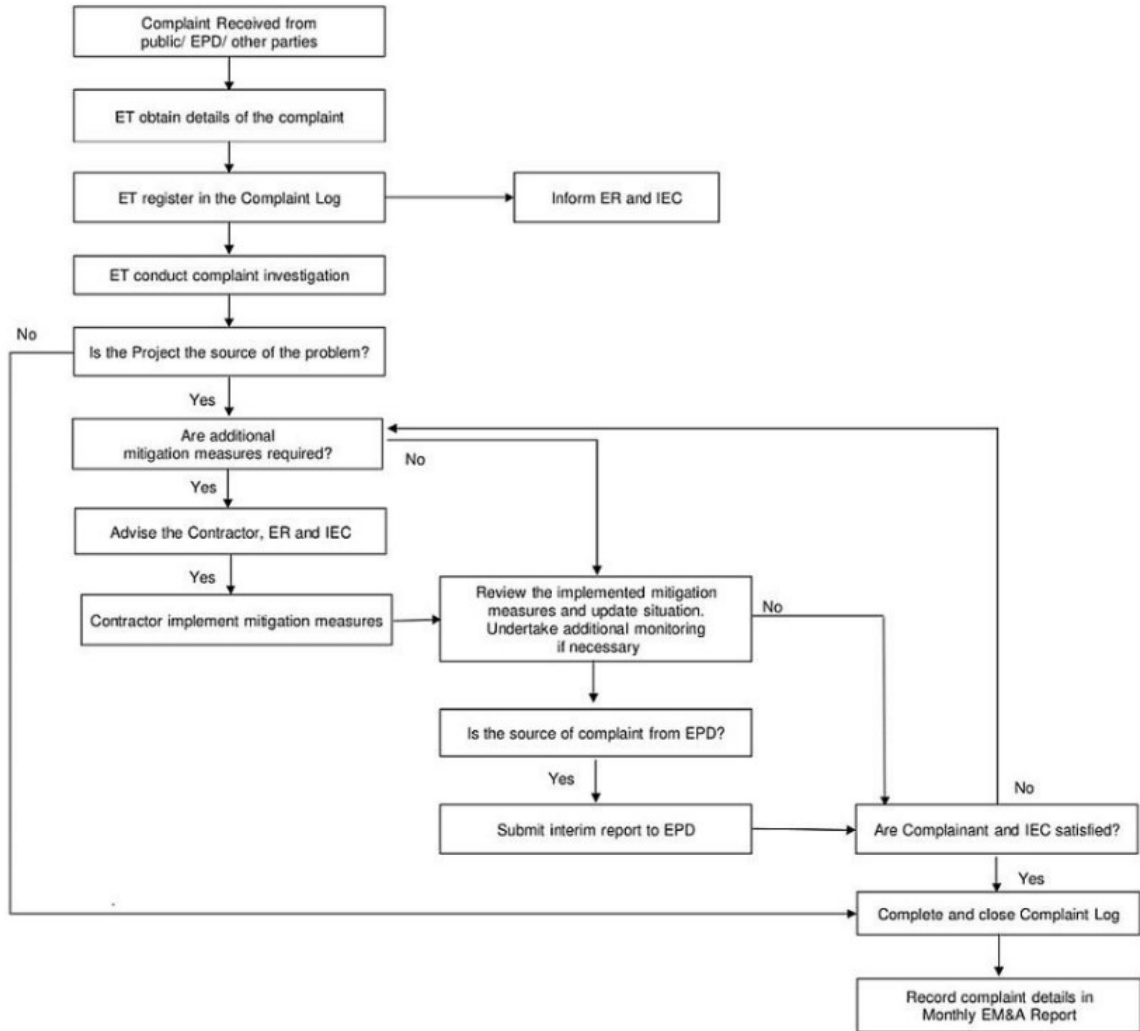 Complaint Received from
public/ EPD/ other parties
ET obtain details of the complaint
ET register in the Complaint Log
Inform ER and IEC
ET conduct complaint investigation
No
Is the Project the source of the problem?
Yes
Are additional
mitigation measures required?
No
Yes
Advise the Contractor, ER and IEC
Yes
Contractor implement mitigation measures
Review the implemented mitigation
measures and update situation.
Undertake additional monitoring
if necessary
No
Is the source of complaint from EPD?
Yes
Submit interim report to EPD
No
Are Complainant and IEC satisfied?
Yes
Complete and close Complaint Log
Record complaint details in
Monthly EM&A Report